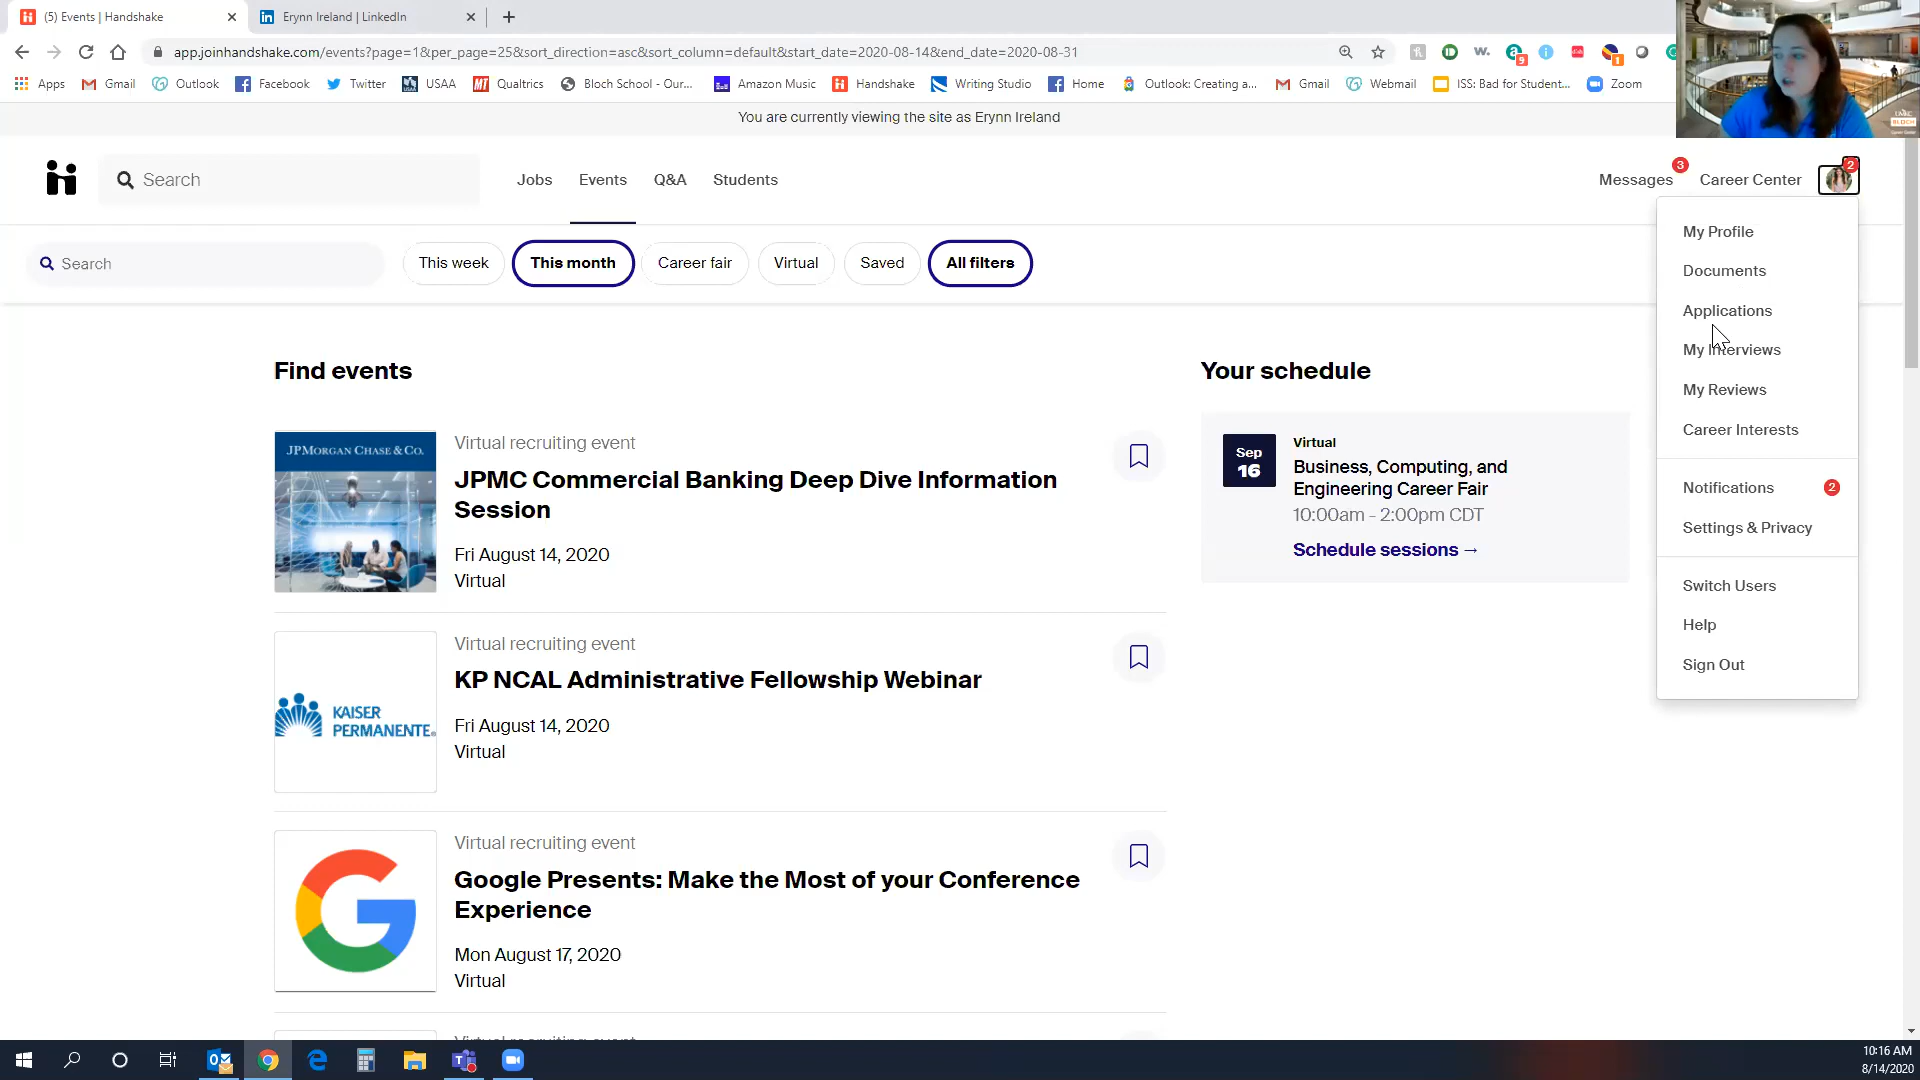 (5) Events | Handshake
Erynn Ireland | LinkedIn
app.joinhandshake.com/events?page=1&per_page=25&sort_direction=asc&sort_column=default&start_date=2020-08-14&end_date=2020-08-31
Apps Gmail Outlook Facebook Twitter USAA Qualtrics Bloch School - Our... Amazon Music Handshake Writing Studio Home Outlook: Creating a... Gmail Webmail ISS: Bad for Student... Zoom
You are currently viewing the site as Erynn Ireland
Search
Jobs Events Q&A Students
Messages 3 Career Center 2
Search
This week This month Career fair Virtual Saved All filters
My Profile
Documents
Applications
My Interviews
My Reviews
Career Interests
Notifications 2
Settings & Privacy
Switch Users
Help
Sign Out
Find events
JPMORGAN CHASE & CO.
Virtual recruiting event
JPMC Commercial Banking Deep Dive Information
Session
Fri August 14, 2020
Virtual
KAISER
PERMANENTE®
Virtual recruiting event
KP NCAL Administrative Fellowship Webinar
Fri August 14, 2020
Virtual
Virtual recruiting event
Google Presents: Make the Most of your Conference
Experience
Mon August 17, 2020
Virtual
Your schedule
Sep
16
Virtual
Business, Computing, and
Engineering Career Fair
10:00am - 2:00pm CDT
Schedule sessions →
10:16 AM
8/14/2020